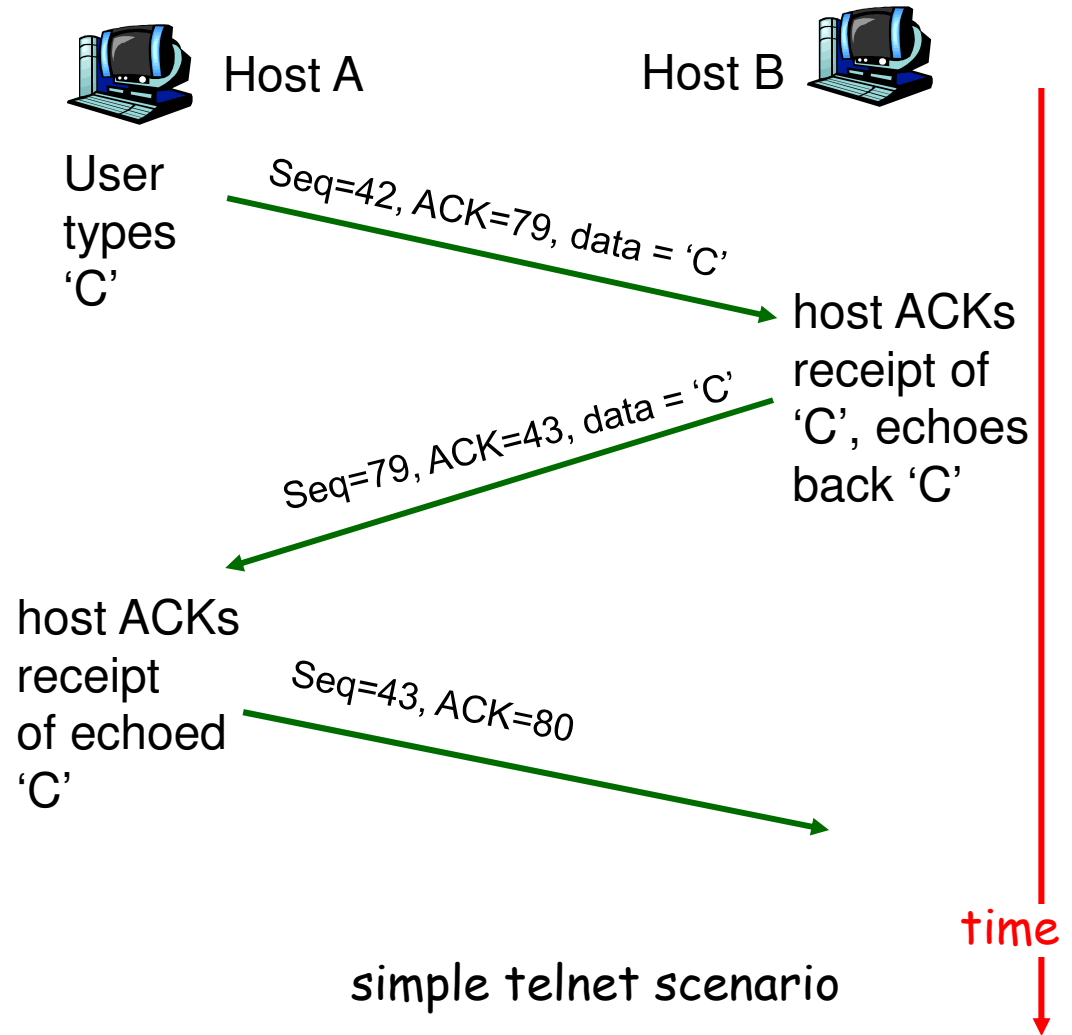 Host A
Host B
User
types
‘C’
Seq=42, ACK=79, data = ‘C’
host ACKs
receipt of
‘C’, echoes
back ‘C’
Seq=79, ACK=43, data = ‘C’
host ACKs
receipt
of echoed
‘C’
Seq=43, ACK=80
time
simple telnet scenario